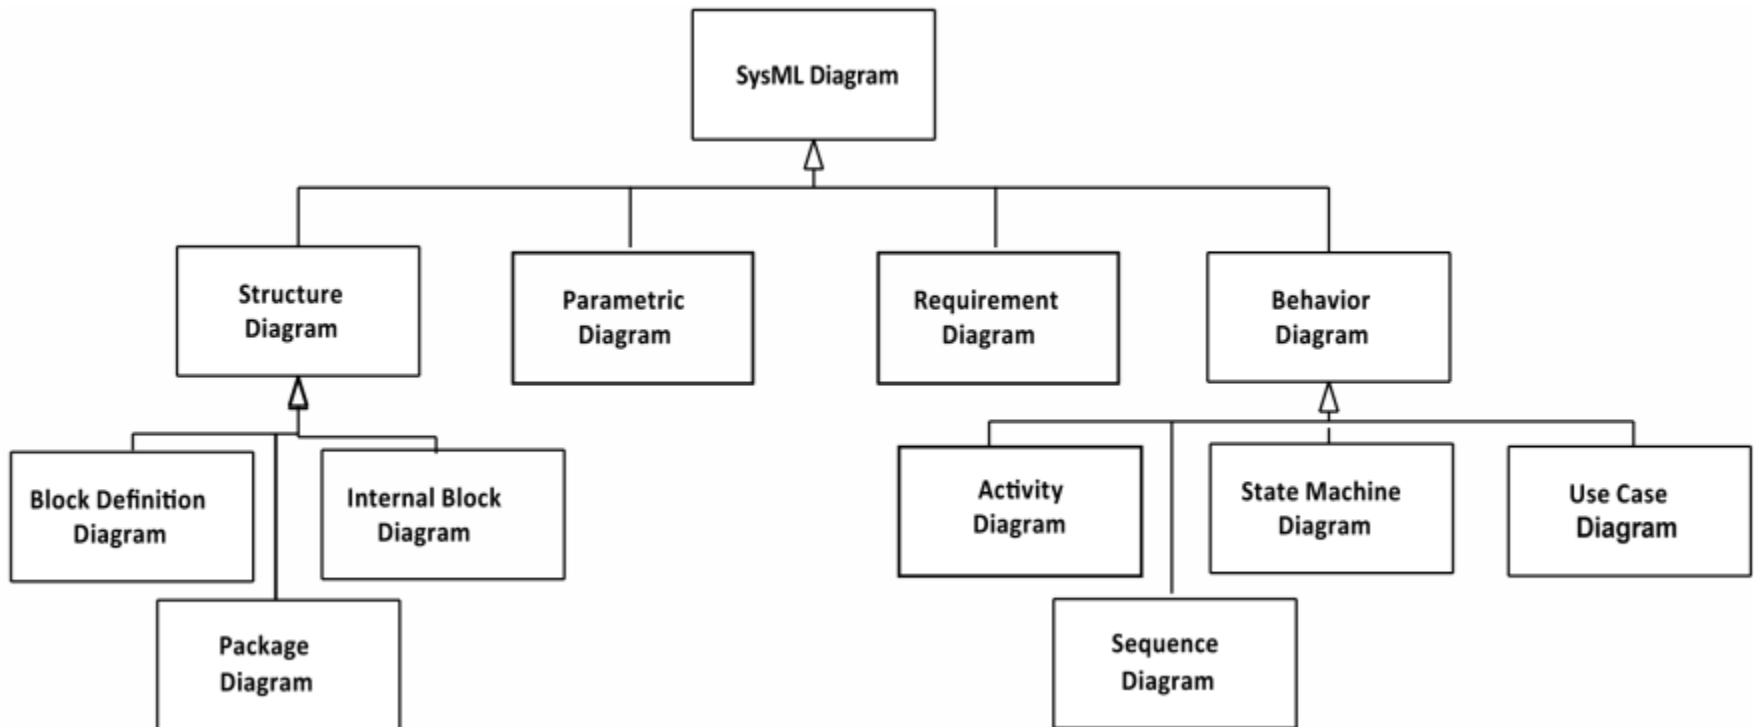 SysML Diagram
Structure
Diagram
Parametric
Diagram
Requirement
Diagram
Behavior
Diagram
Block Definition
Diagram
Internal Block
Diagram
Activity
Diagram
State Machine
Diagram
Use Case
Diagram
Package
Diagram
Sequence
Diagram